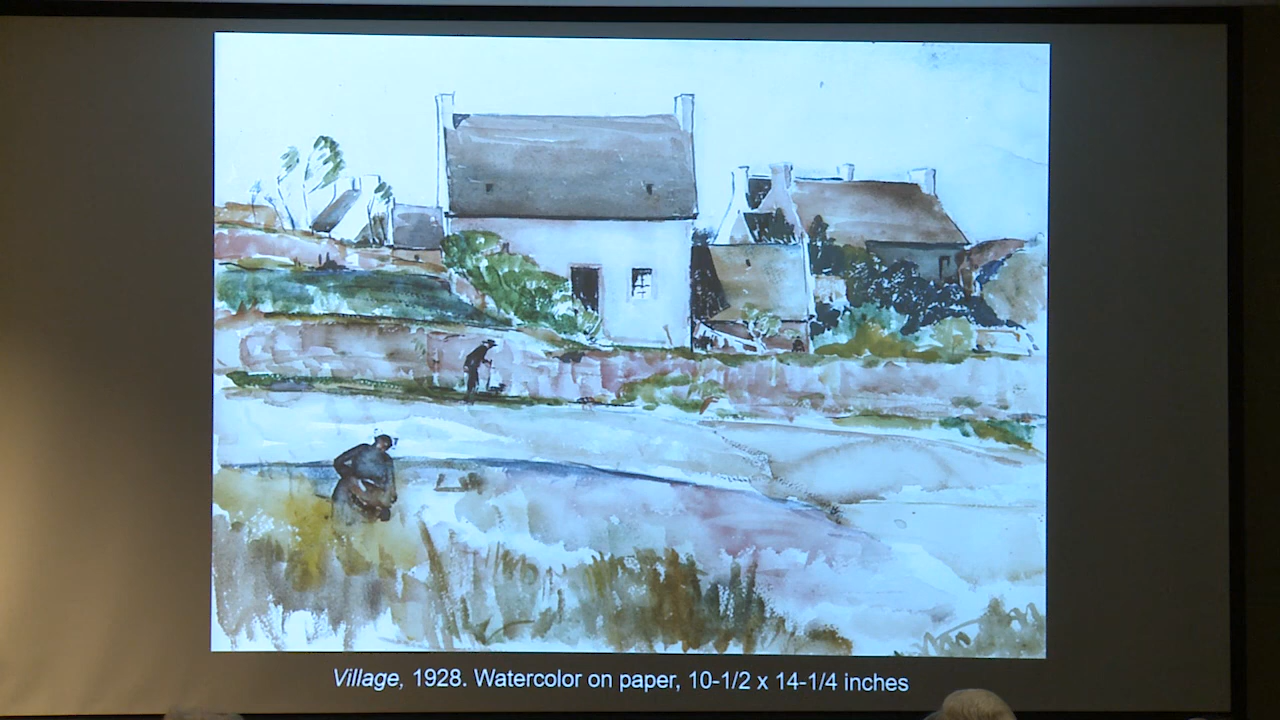 Village, 1928. Watercolor on paper, 10-1/2 x 14-1/4 inches